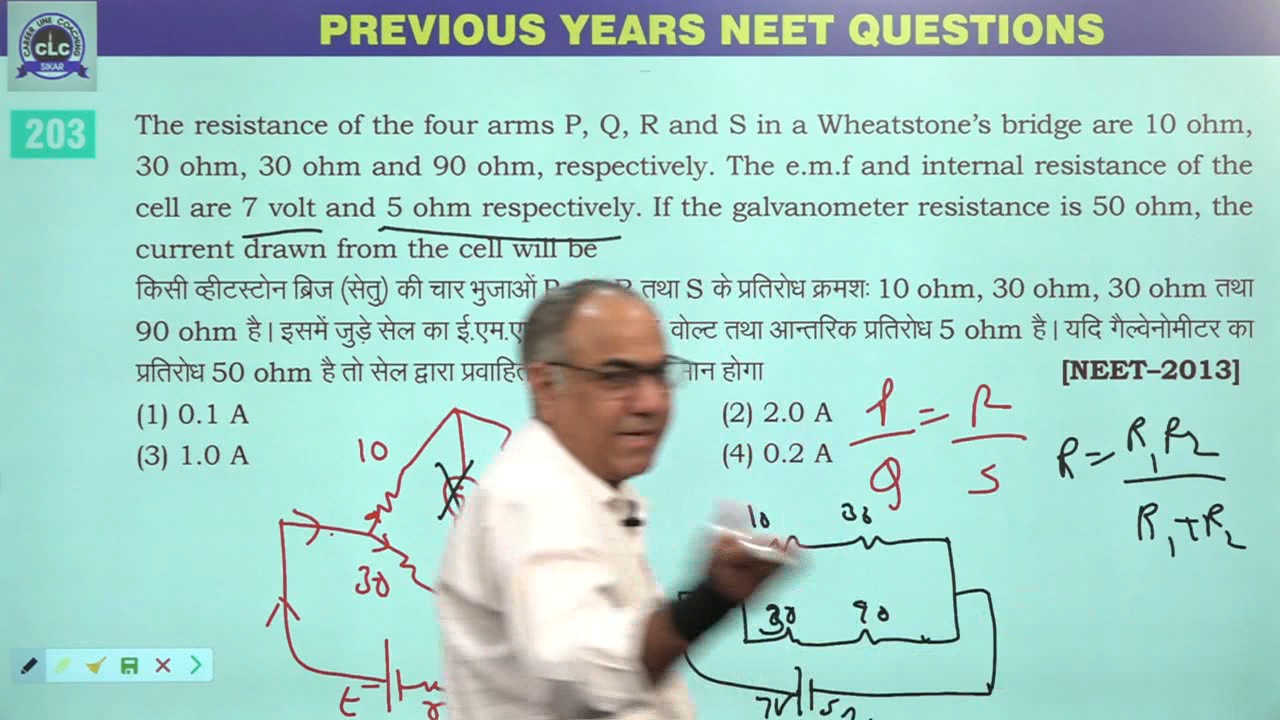 PREVIOUS YEARS NEET QUESTIONS
CAREER LINE COACHING
CLC
SIKAR
203
The resistance of the four arms P, Q, R and S in a Wheatstone's bridge are 10 ohm,
30 ohm, 30 ohm and 90 ohm, respectively. The e.m.f and internal resistance of the
cell are 7 volt and 5 ohm respectively. If the galvanometer resistance is 50 ohm, the
current drawn from the cell will be
किसी व्हीटस्टोन ब्रिज (सेतु) की चार भुजाओं तथा S के प्रतिरोध क्रमशः 10 ohm, 30 ohm, 30 ohm तथा
90 ohm है। इसमें जुड़े सेल का वोल्ट तथा आन्तरिक प्रतिरोध 5 ohm है। यदि गैल्वेनोमीटर का
प्रतिरोध 50 ohm है तो सेल द्वारा होगा
[NEET–2013]
(1) 0.1 A
(2) 2.0 A
(3) 1.0 A
(4) 0.2 A
P/Q = R/S
R = R₁R₂/R₁+R₂
10
30
E
r
10 30
30 90
7V 5Ω